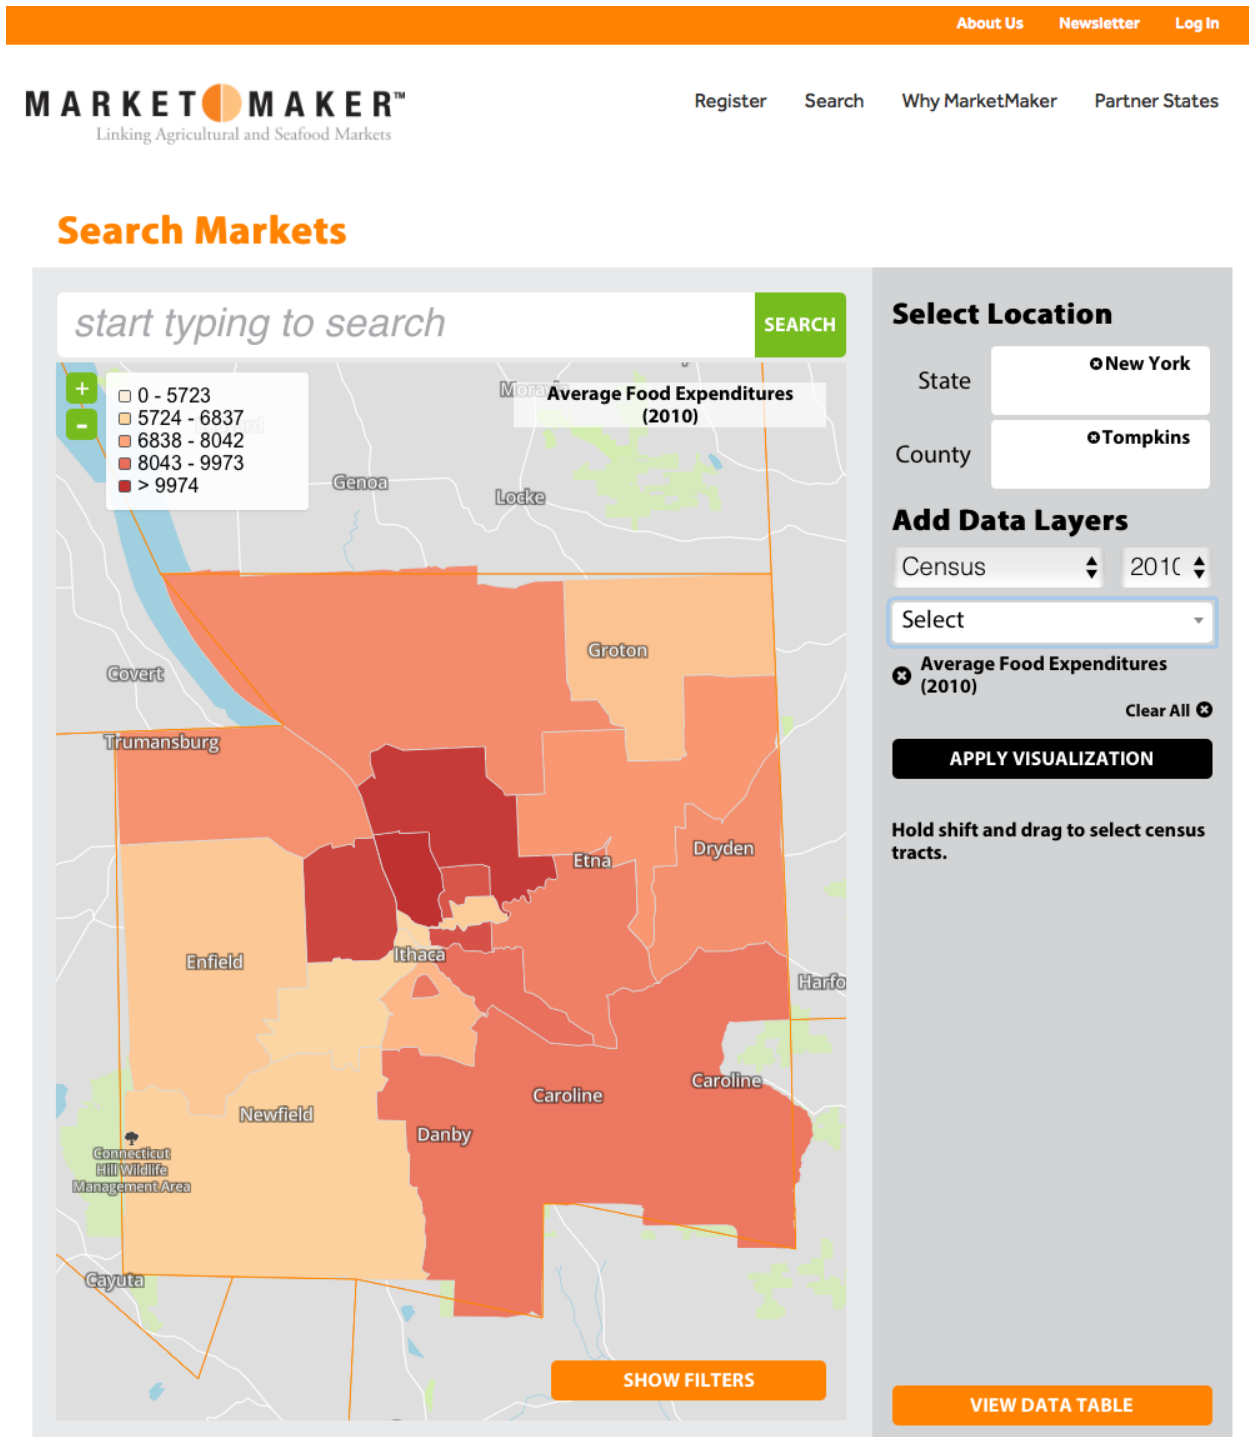 About Us Newsletter Log In
MARKET MAKER™
Linking Agricultural and Seafood Markets
Register Search Why MarketMaker Partner States
Search Markets
start typing to search
SEARCH
+
-
0 - 5723
5724 - 6837
6838 - 8042
8043 - 9973
> 9974
Average Food Expenditures
(2010)
Genoa
Locke
Groton
Covert
Trumansburg
Etna
Dryden
Enfield
Ithaca
Harfo
Caroline
Caroline
Newfield
Danby
Connecticut
Hill Wildlife
Management Area
Cayuta
SHOW FILTERS
Select Location
State
New York
County
Tompkins
Add Data Layers
Census 2010
Select
Average Food Expenditures
(2010)
Clear All
APPLY VISUALIZATION
Hold shift and drag to select census
tracts.
VIEW DATA TABLE